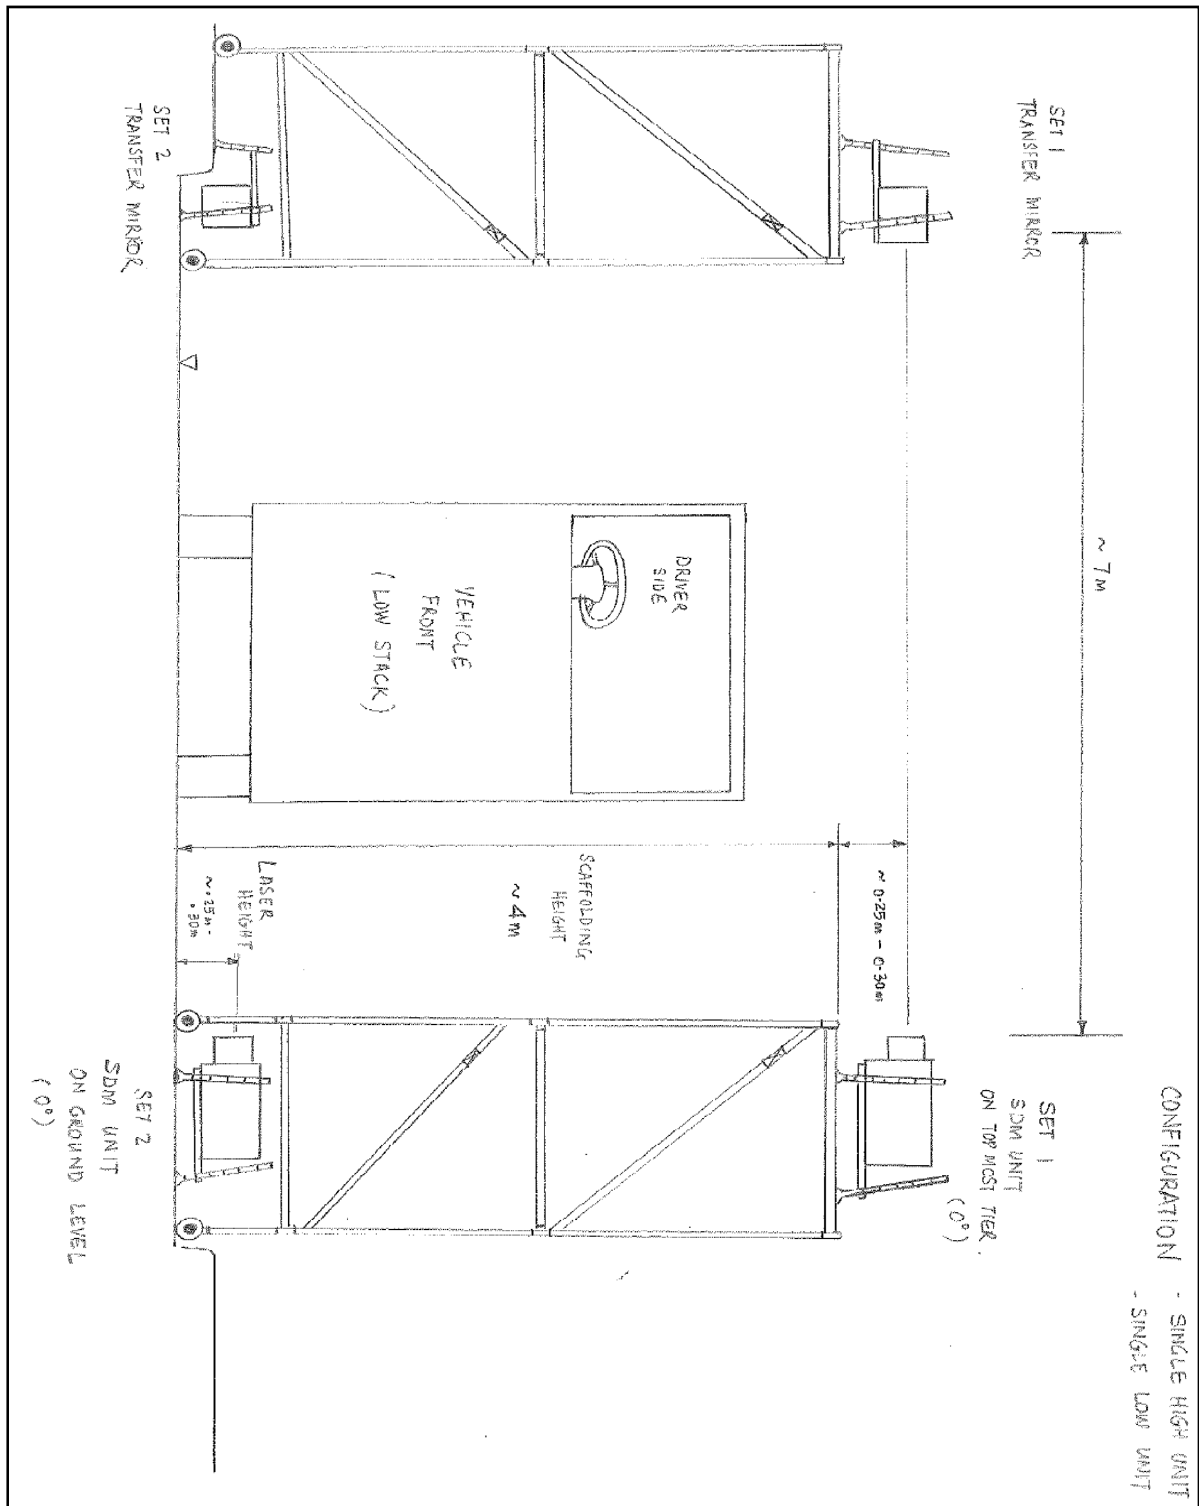 CONFIGURATION - SINGLE HIGH UNIT
- SINGLE LOW UNIT
~ 7m
SET 1
TRANSFER MIRROR
SET 1
SDM UNIT
ON TOP MOST TIER.
(0°)
~ 0.25m - 0.30m
DRIVER
SIDE
VEHICLE
FRONT
( LOW STACK )
SCAFFOLDING
HEIGHT
~ 4m
LASER
HEIGHT
~ .25m -
.30m
SET 2
TRANSFER MIRROR
SET 2
SDM UNIT
ON GROUND LEVEL
(0°)